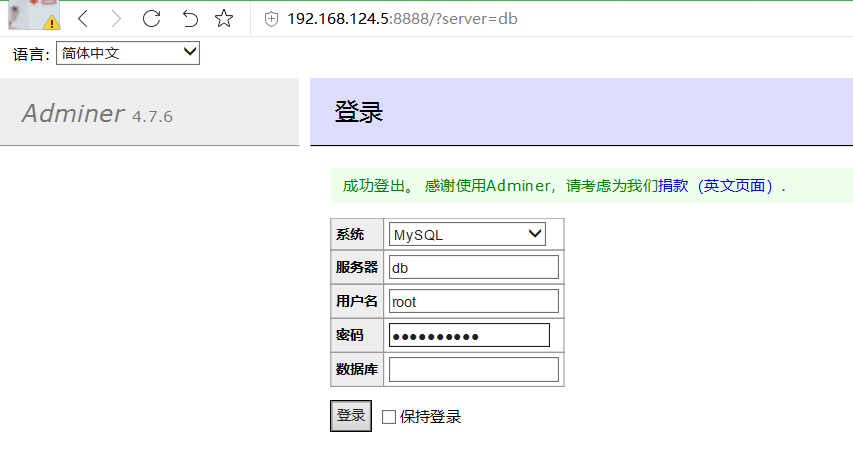 192.168.124.5:8888/?server=db
语言: 简体中文
Adminer 4.7.6
登录
成功登出。 感谢使用Adminer，请考虑为我们捐款（英文页面）.
系统 MySQL
服务器 db
用户名 root
密码 ●●●●●●●●●●
数据库
登录 保持登录